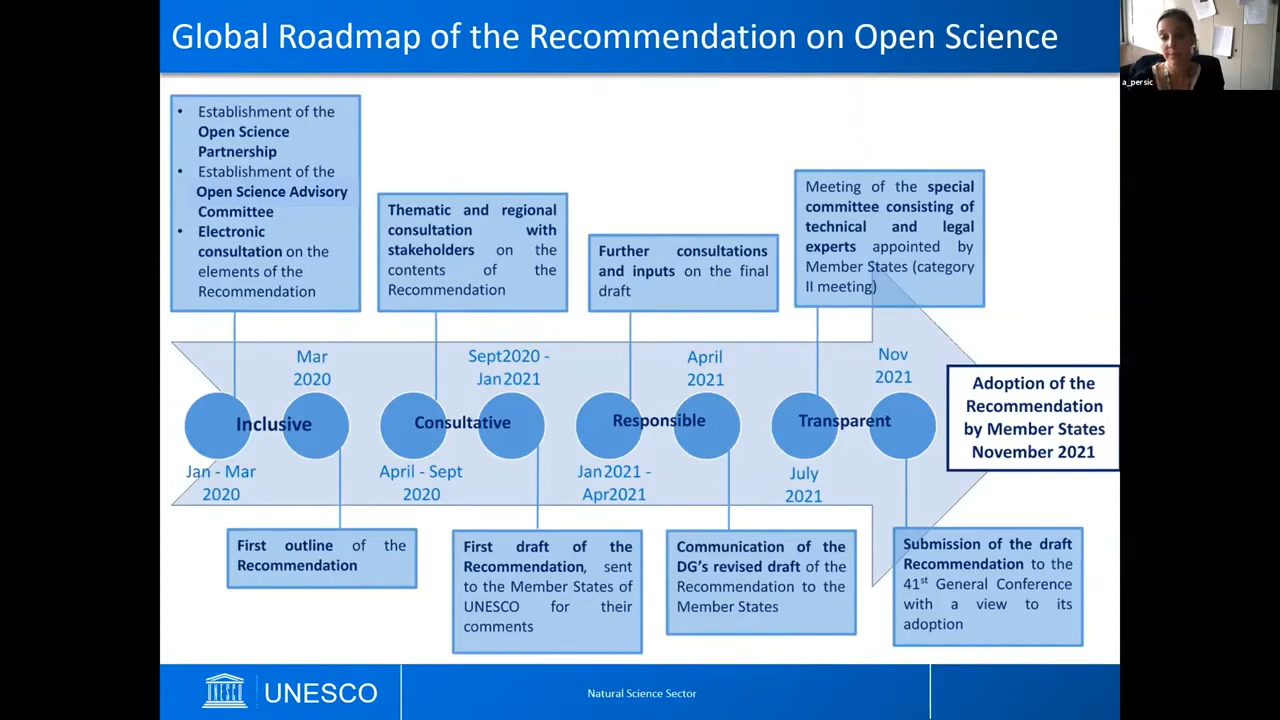 Global Roadmap of the Recommendation on Open Science
a_persic
• Establishment of the
Open Science
Partnership
• Establishment of the
Open Science Advisory
Committee
• Electronic
consultation on the
elements of the
Recommendation
Thematic and regional
consultation with
stakeholders on the
contents of the
Recommendation
Further consultations
and inputs on the final
draft
Meeting of the special
committee consisting of
technical and legal
experts appointed by
Member States (category
II meeting)
Mar
2020
Sept2020 -
Jan2021
April
2021
Nov
2021
Inclusive
Consultative
Responsible
Transparent
Adoption of the
Recommendation
by Member States
November 2021
Jan - Mar
2020
April - Sept
2020
Jan2021 -
Apr2021
July
2021
First outline of the
Recommendation
First draft of the
Recommendation, sent
to the Member States of
UNESCO for their
comments
Communication of the
DG's revised draft of the
Recommendation to the
Member States
Submission of the draft
Recommendation to the
41st General Conference
with a view to its
adoption
UNESCO
UNESCO
Natural Science Sector